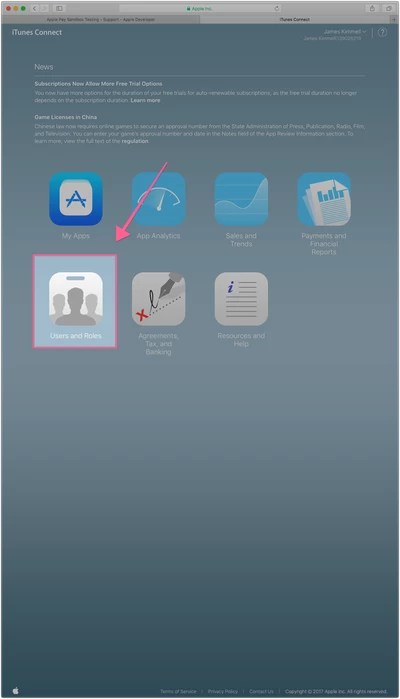 Apple Inc.
Apple Pay Sandbox Testing - Support - Apple Developer
iTunes Connect
iTunes Connect
James Kimmell
News
Subscriptions Now Allow More Free Trial Options
You now have more options for the duration of your free trials for auto-renewable subscriptions, as the free trial duration no longer
depends on the subscription duration. Learn more
Game Licenses in China
Chinese law now requires online games to secure an approval number from the State Administration of Press, Publication, Radio, Film,
and Television. You can enter your game's approval number and date in the Notes field in the App Review Information section. To
learn more, view the full text of the regulation.
My Apps
App Analytics
Sales and
Trends
Payments and
Financial
Reports
Users and Roles
Agreements,
Tax, and
Banking
Resources and
Help
Terms of Service
Privacy Policy
Contact Us
Copyright © 2017 Apple Inc. All rights reserved.